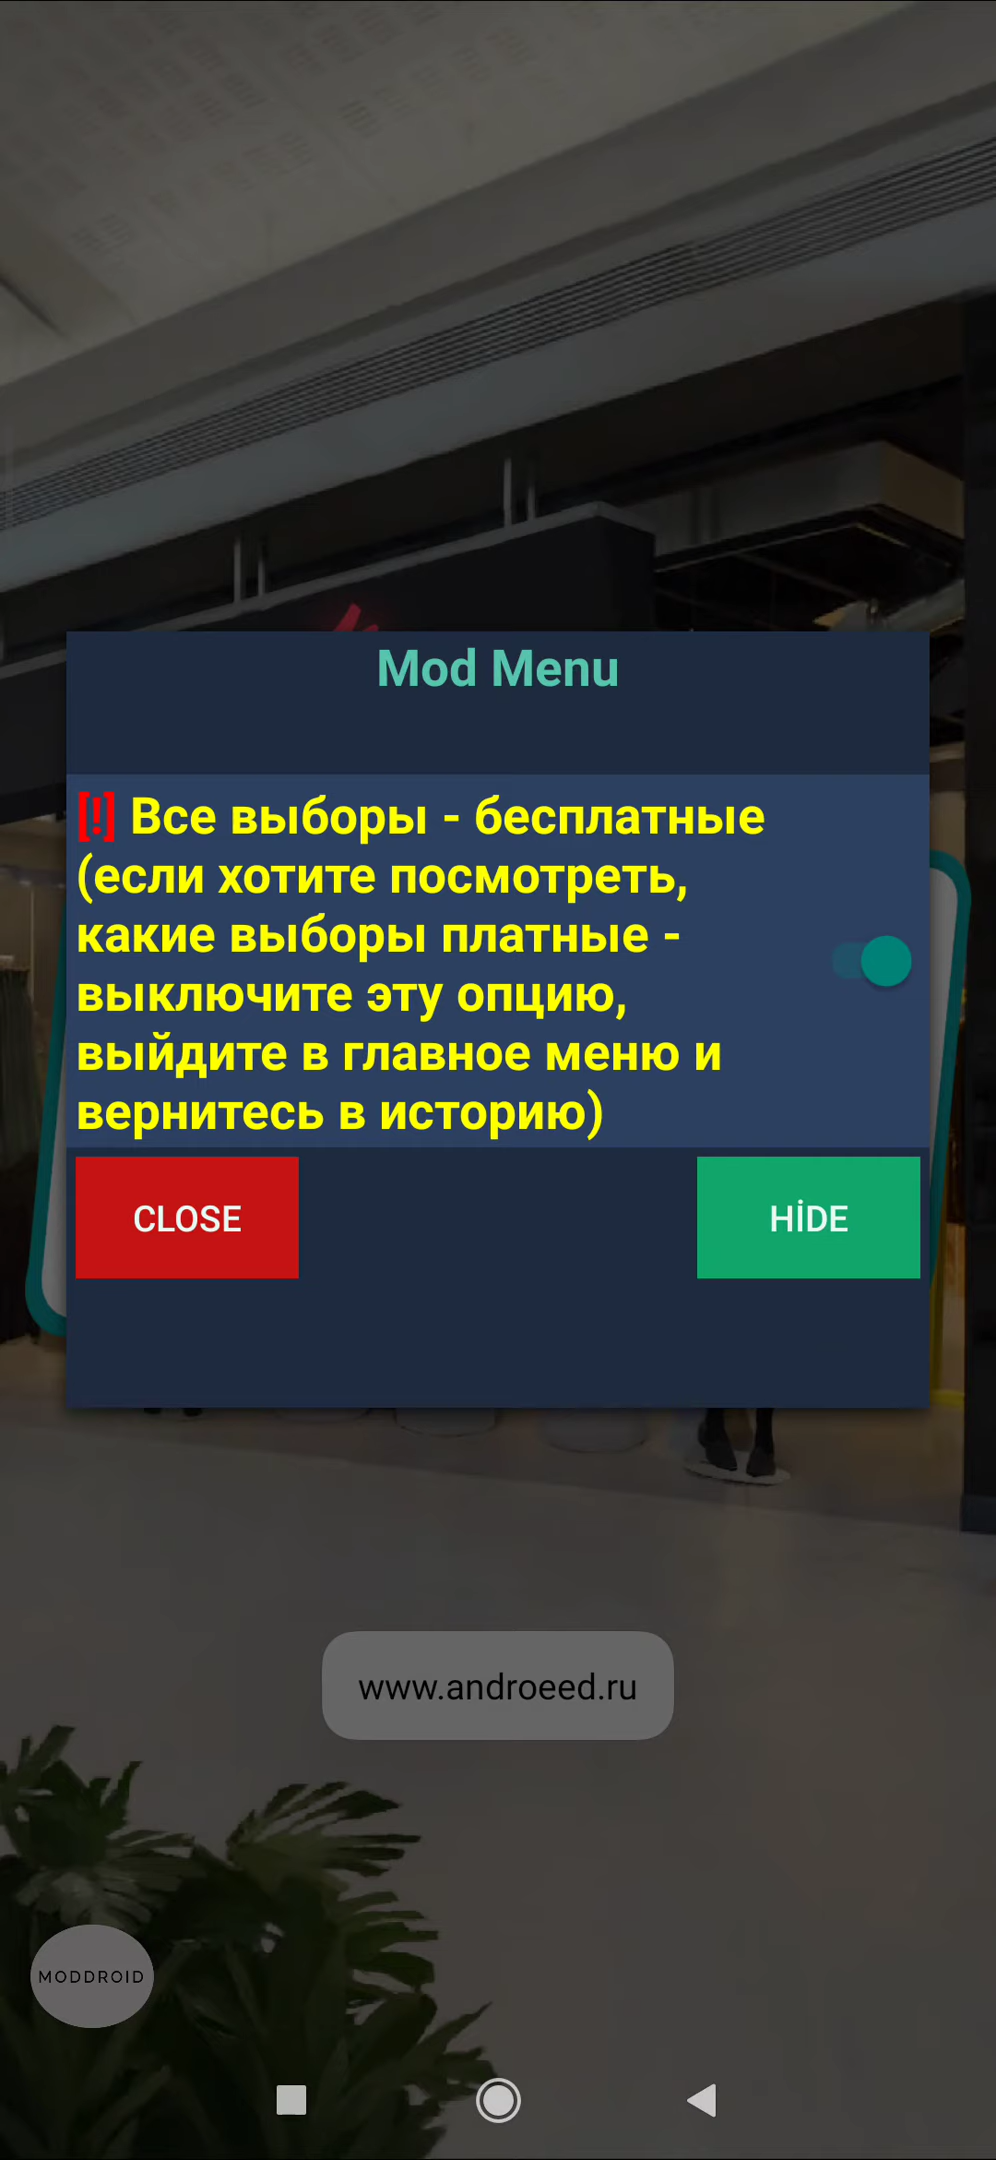 Mod Menu
[!] Все выборы - бесплатные
(если хотите посмотреть,
какие выборы платные -
выключите эту опцию,
выйдите в главное меню и
вернитесь в историю)
CLOSE
HİDE
www.androeed.ru
MODDROID